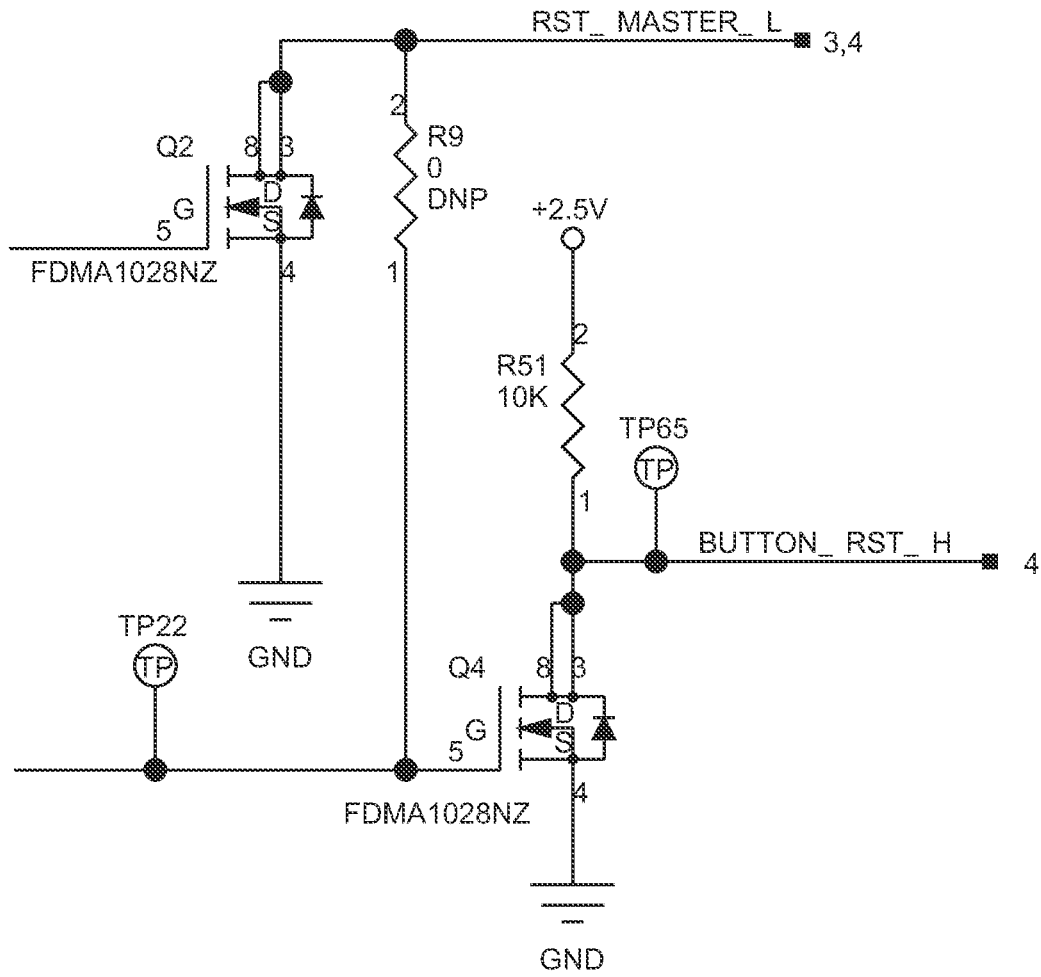 RST_ MASTER_ L
3,4
2
Q2
8
3
R9
0
DNP
D
G
S
5
+2.5V
FDMA1028NZ
4
1
2
R51
10K
TP65
TP
1
BUTTON_ RST_ H
4
TP22
TP
GND
Q4
8
3
D
G
S
5
4
FDMA1028NZ
GND